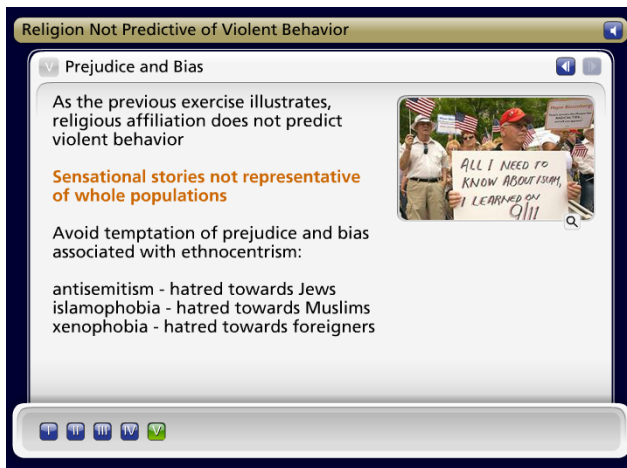 Religion Not Predictive of Violent Behavior
V Prejudice and Bias
As the previous exercise illustrates,
religious affiliation does not predict
violent behavior
Sensational stories not representative
of whole populations
Avoid temptation of prejudice and bias
associated with ethnocentrism:
antisemitism - hatred towards Jews
islamophobia - hatred towards Muslims
xenophobia - hatred towards foreigners
ALL I NEED TO
KNOW ABOUT ISLAM,
I LEARNED ON
9/11
I II III IV V